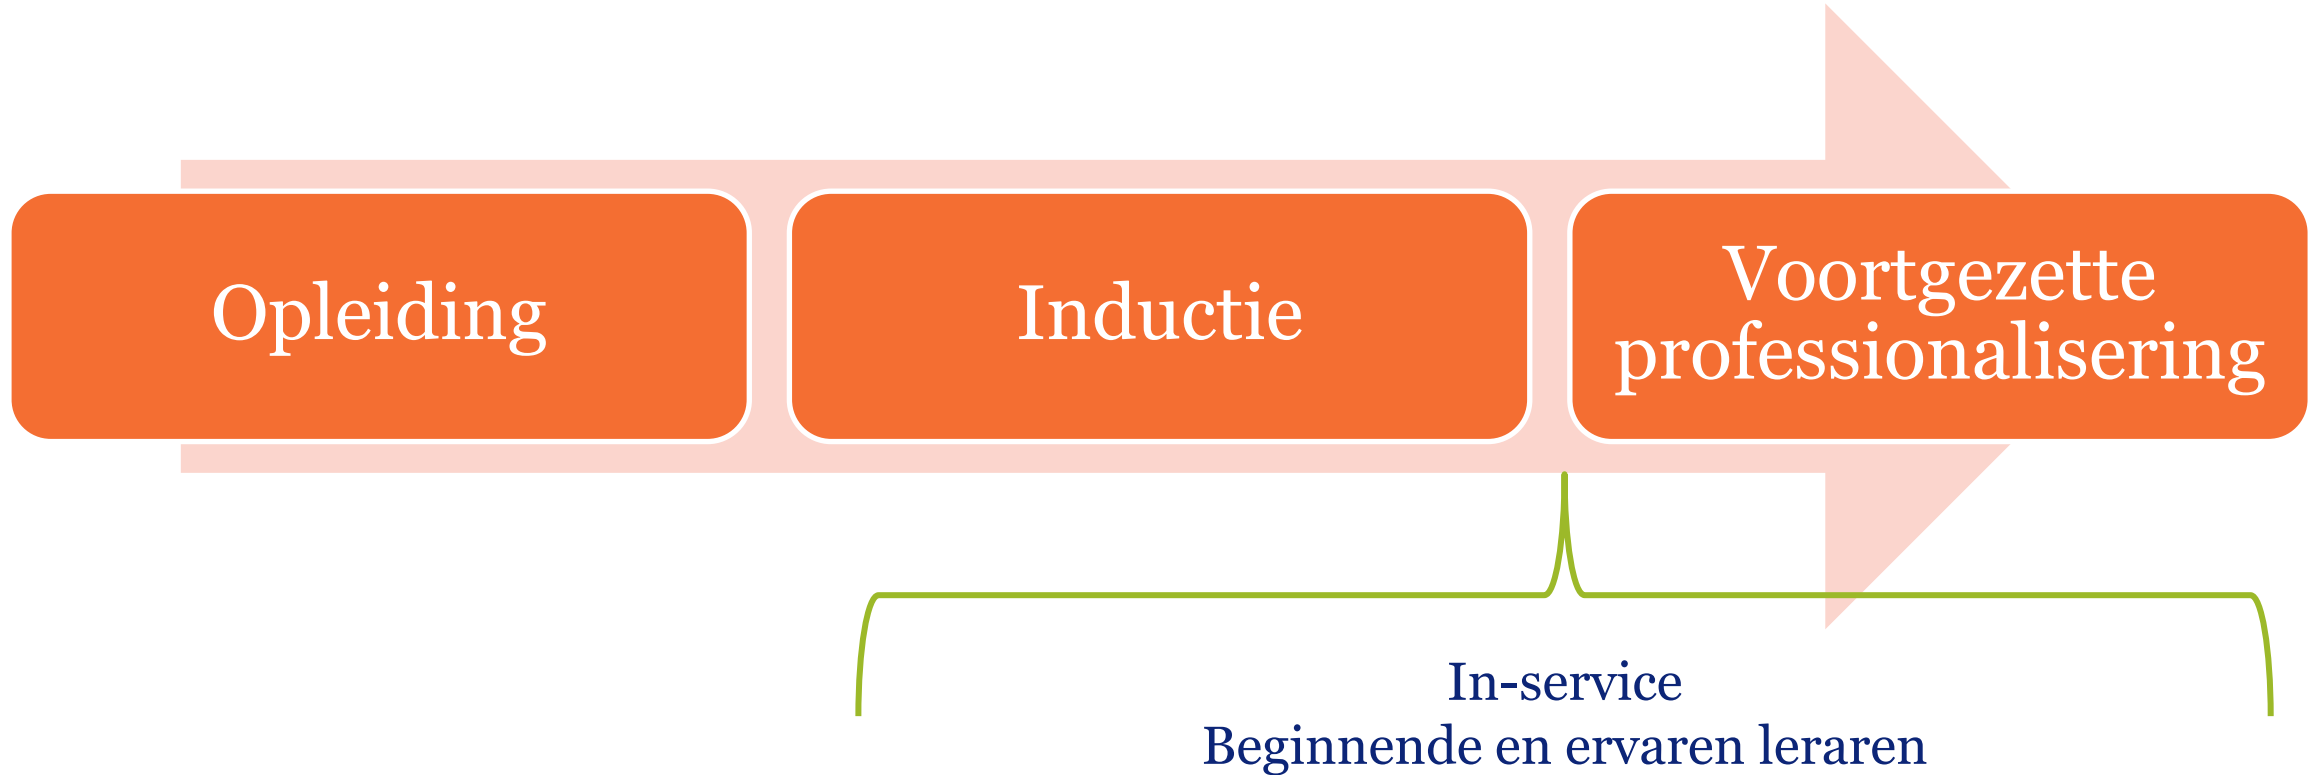 Opleiding
Inductie
Voortgezette
professionalisering
In-service
Beginnende en ervaren leraren